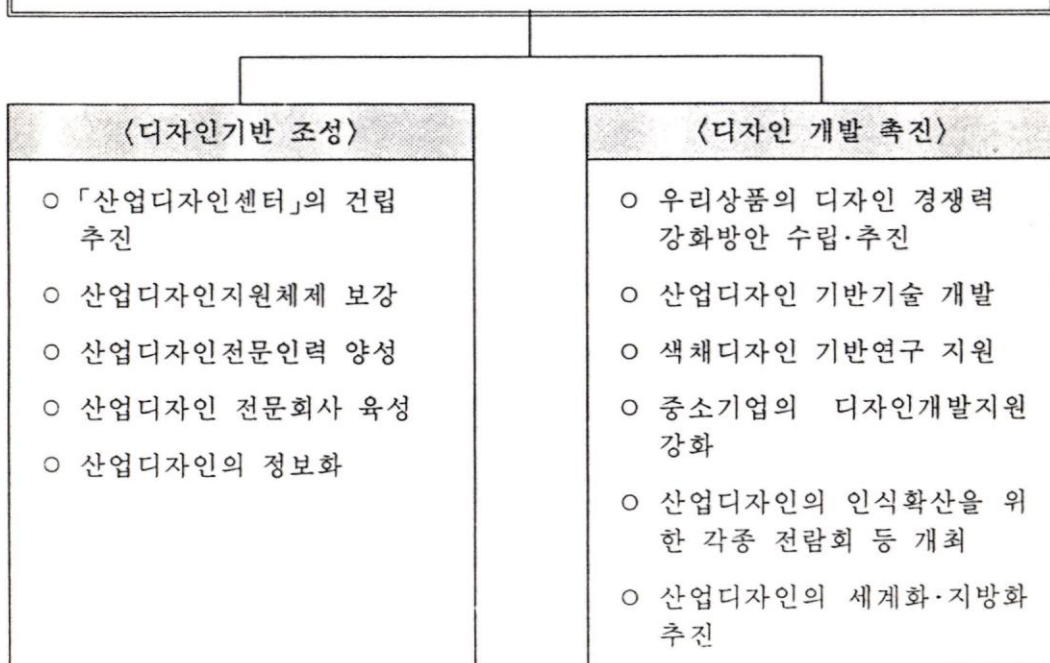 〈디자인기반 조성〉
○「산업디자인센터」의 건립
추진
○ 산업디자인지원체제 보강
○ 산업디자인전문인력 양성
○ 산업디자인 전문회사 육성
○ 산업디자인의 정보화
〈디자인 개발 촉진〉
○ 우리상품의 디자인 경쟁력
강화방안 수립·추진
○ 산업디자인 기반기술 개발
○ 색채디자인 기반연구 지원
○ 중소기업의 디자인개발지원
강화
○ 산업디자인의 인식확산을 위
한 각종 전람회 등 개최
○ 산업디자인의 세계화·지방화
추진